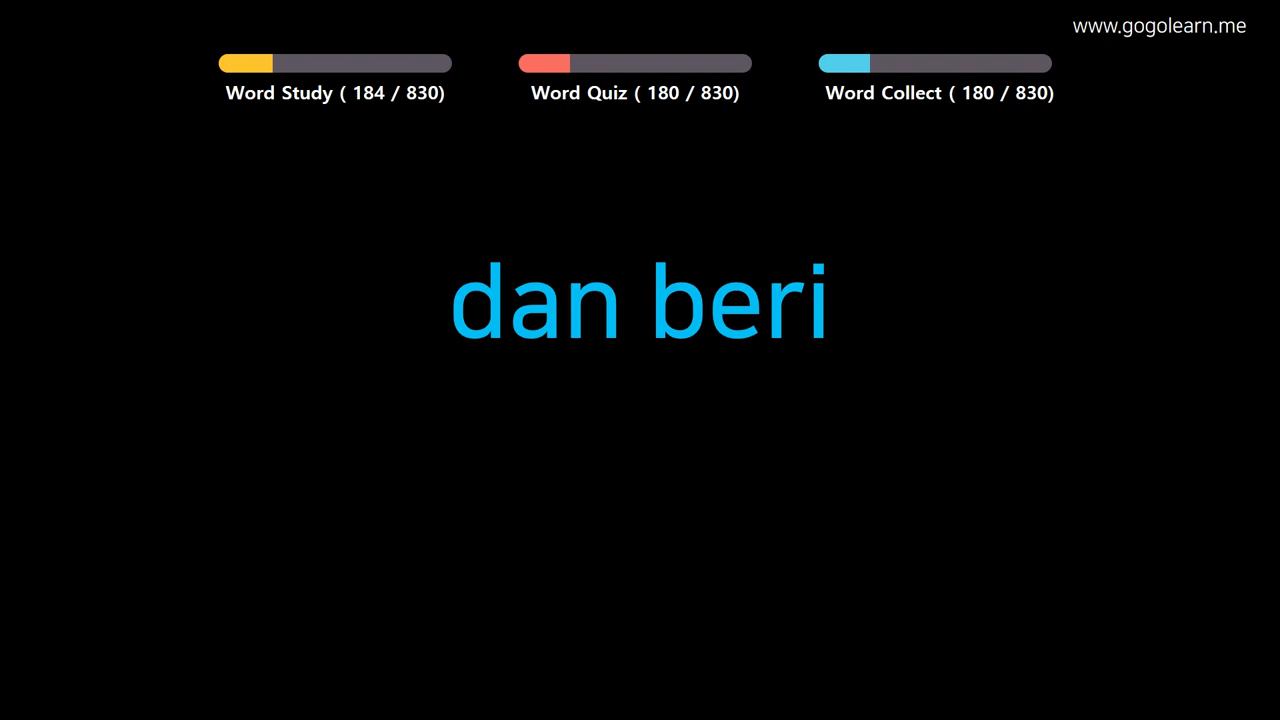 www.gogolearn.me
Word Study ( 184 / 830)
Word Quiz ( 180 / 830)
Word Collect ( 180 / 830)
dan beri